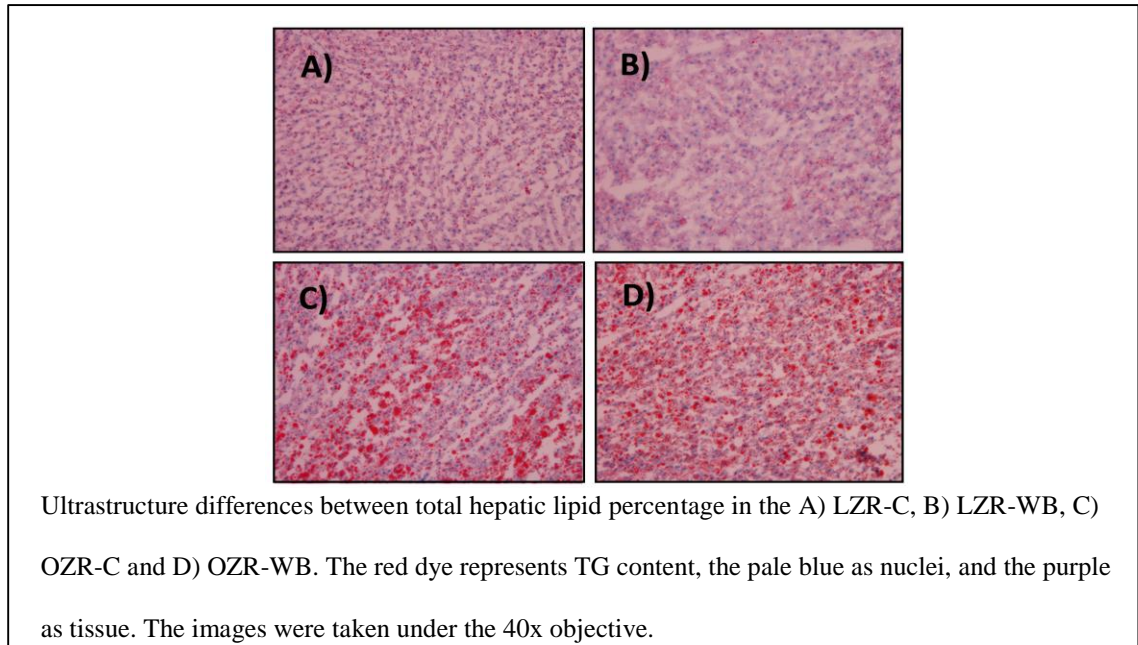 A)
B)
C)
D)
Ultrastructure differences between total hepatic lipid percentage in the A) LZR-C, B) LZR-WB, C)
OZR-C and D) OZR-WB. The red dye represents TG content, the pale blue as nuclei, and the purple
as tissue. The images were taken under the 40x objective.